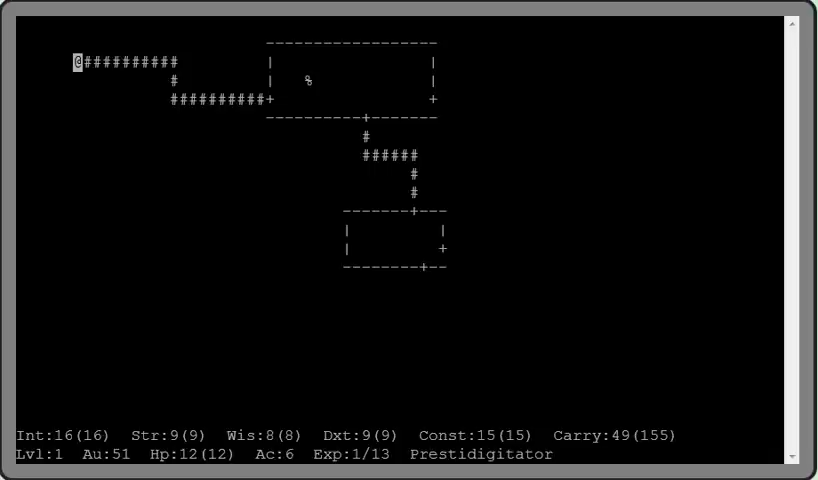 ------------------
@########## | |
# | % |
##########+ +
----------+-------
#
######
#
#
-------+---
| |
| +
--------+--
Int:16(16) Str:9(9) Wis:8(8) Dxt:9(9) Const:15(15) Carry:49(155)
Lvl:1 Au:51 Hp:12(12) Ac:6 Exp:1/13 Prestidigitator